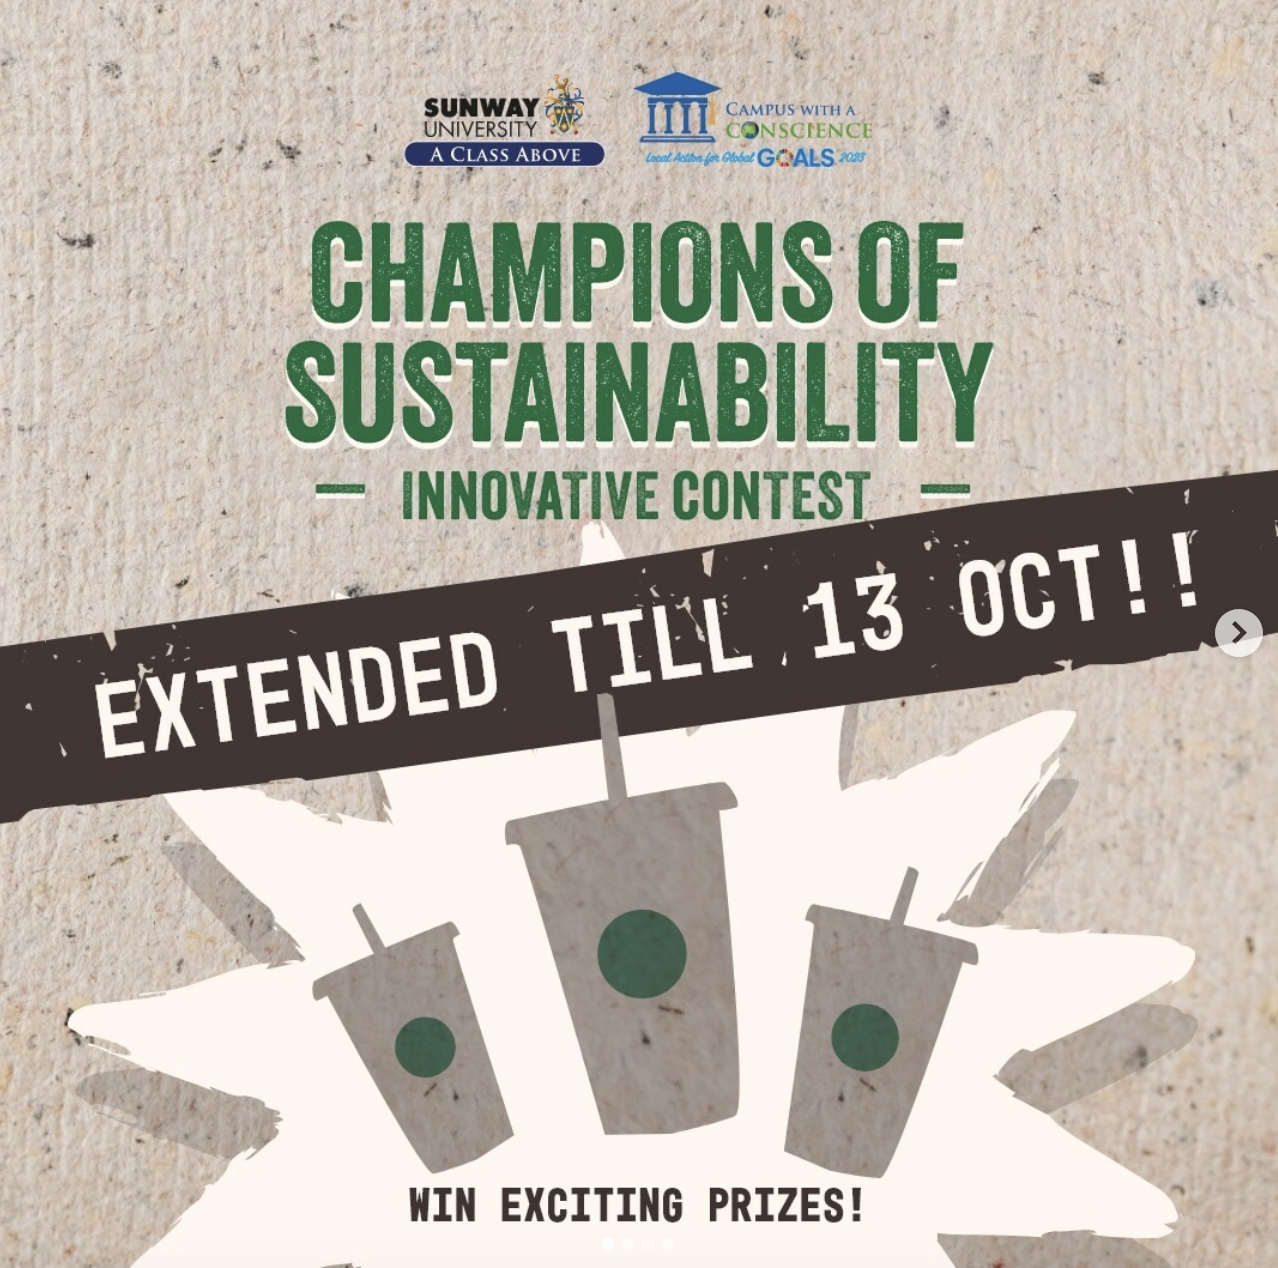 SUNWAY
UNIVERSITY
A CLASS ABOVE
CAMPUS WITH A
CONSCIENCE
Local Action for Global GOALS 2023
CHAMPIONS OF
SUSTAINABILITY
INNOVATIVE CONTEST
EXTENDED TILL 13 OCT!!
WIN EXCITING PRIZES!